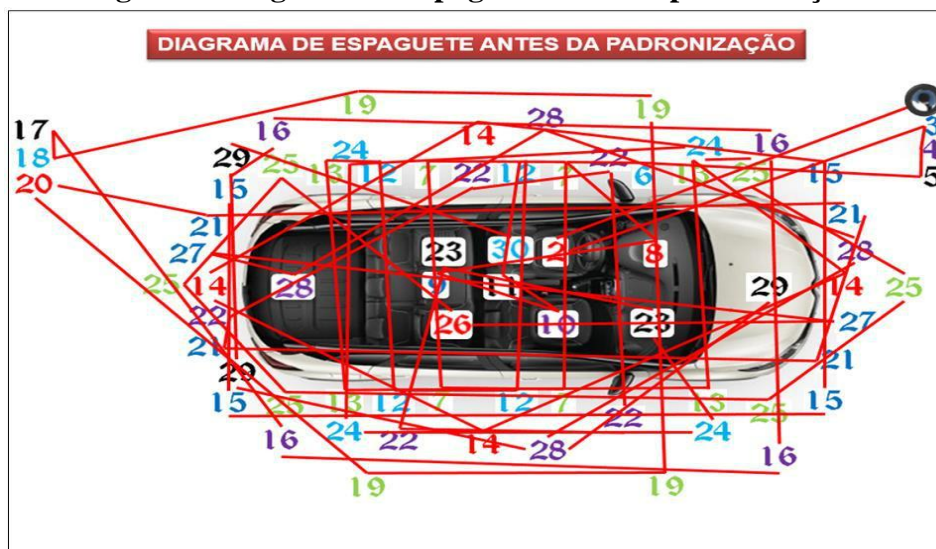 DIAGRAMA DE ESPAGUETE ANTES DA PADRONIZAÇÃO
19 19
17 16 14 28 16 3
18 29 25 24 24 4
20 15 13 12 7 22 12 7 22 6 13 25 15 5
21 21
27 23 30 2 8 28
25 14 28 9 11 29 14 25
22 26 10 23 27
21 21
29
15 25 13 12 7 12 7 22 13 25 15
16 24 22 14 28 24 16
19 19